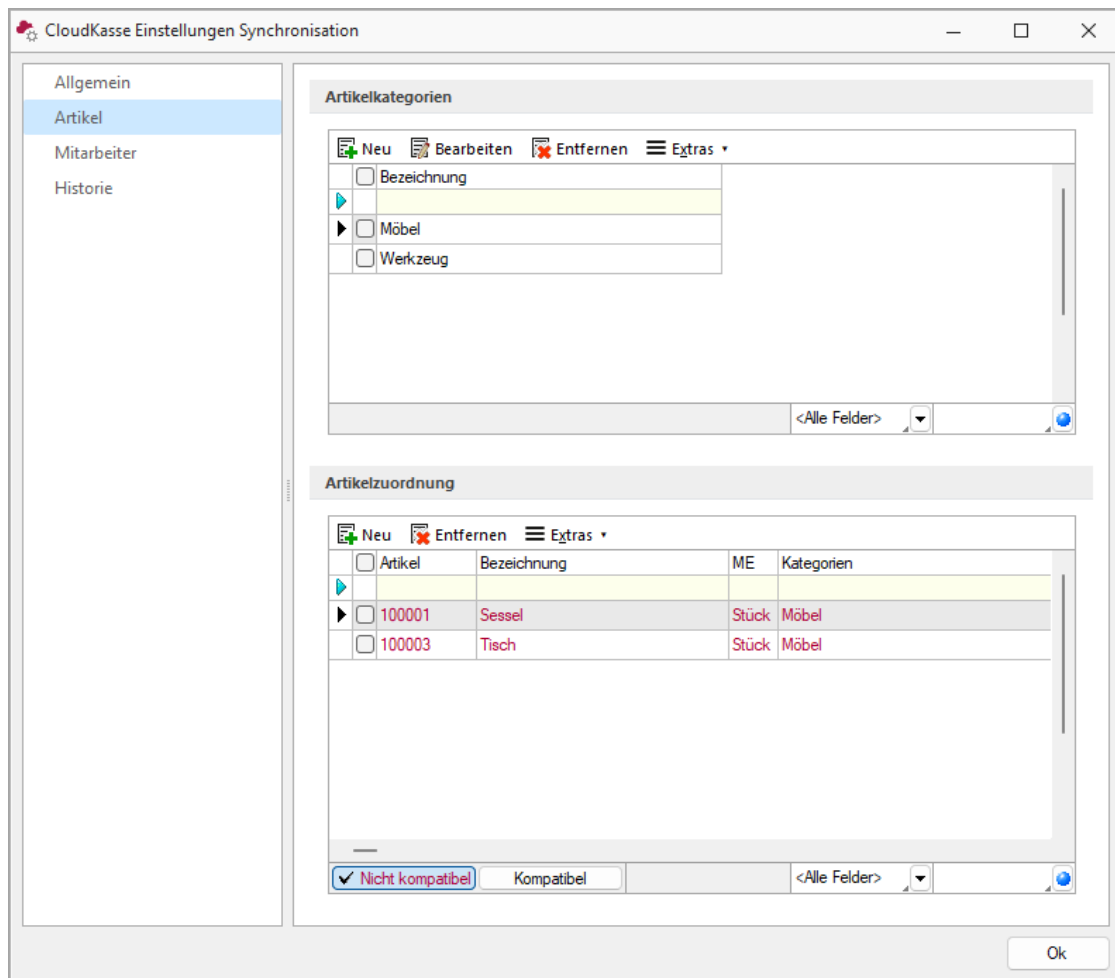 CloudKasse Einstellungen Synchronisation
Allgemein
Artikel
Mitarbeiter
Historie
Artikelkategorien
Neu Bearbeiten Entfernen Extras
Bezeichnung
Möbel
Werkzeug
<Alle Felder>
Artikelzuordnung
Neu Entfernen Extras
Artikel Bezeichnung ME Kategorien
100001 Sessel Stück Möbel
100003 Tisch Stück Möbel
Nicht kompatibel Kompatibel <Alle Felder>
Ok